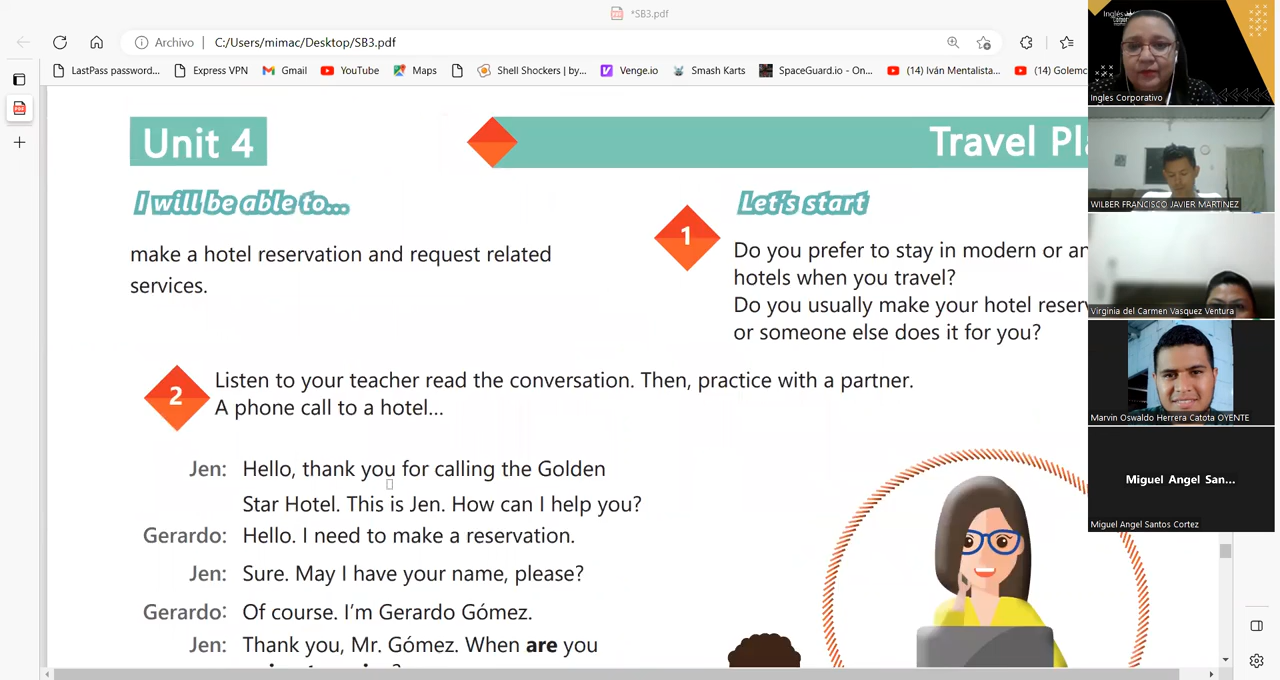 *SB3.pdf
Archivo
C:/Users/mimac/Desktop/SB3.pdf
LastPass password...
Express VPN
Gmail
YouTube
Maps
Shell Shockers | by...
Venge.io
Smash Karts
SpaceGuard.io - On...
(14) Iván Mentalista...
(14) Golemc
Unit 4
Travel Pla
I will be able to...
make a hotel reservation and request related
services.
Let's start
1
Do you prefer to stay in modern or an
hotels when you travel?
Do you usually make your hotel reser
or someone else does it for you?
2
Listen to your teacher read the conversation. Then, practice with a partner.
A phone call to a hotel...
Jen: Hello, thank you for calling the Golden
Star Hotel. This is Jen. How can I help you?
Gerardo: Hello. I need to make a reservation.
Jen: Sure. May I have your name, please?
Gerardo: Of course. I'm Gerardo Gómez.
Jen: Thank you, Mr. Gómez. When are you
Ingles Corporativo
WILBER FRANCISCO JAVIER MARTINEZ
Virginia del Carmen Vasquez Ventura
Marvin Oswaldo Herrera Catota OYENTE
Miguel Angel San...
Miguel Angel Santos Cortez